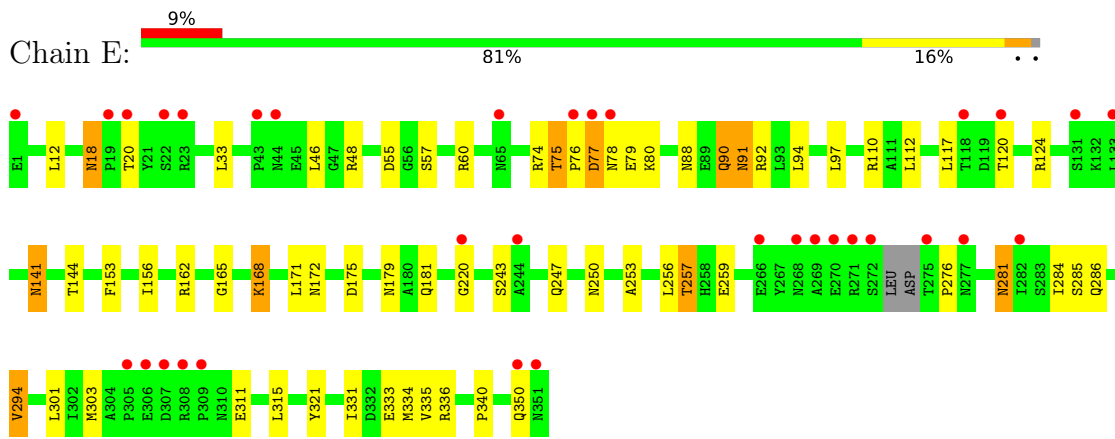 9%
Chain E:
81% 16% . .
E1 L12 N18 P19 T20 Y21 S22 R23 L33 P43 N44 E45 L46 G47 R48 D55 G56 S57 R60 N65 R74 T75 P76 D77 N78 E79 K80 N88 E89 Q90 N91 R92 L93 L94 L97 R110 A111 L112 L117 T118 D119 T120 R124 S131 K132 L133
N141 T144 F153 I156 R162 G165 K168 L171 N172 D175 N179 A180 Q181 G220 S243 A244 Q247 N250 A253 L256 T257 H258 E259 E266 Y267 N268 A269 E270 R271 S272 LEU ASP T275 P276 N277 N281 I282 S283 I284 S285 Q286
V294 L301 I302 M303 A304 P305 E306 D307 R308 P309 N310 E311 L315 Y321 I331 D332 E333 M334 V335 R336 P340 Q350 N351